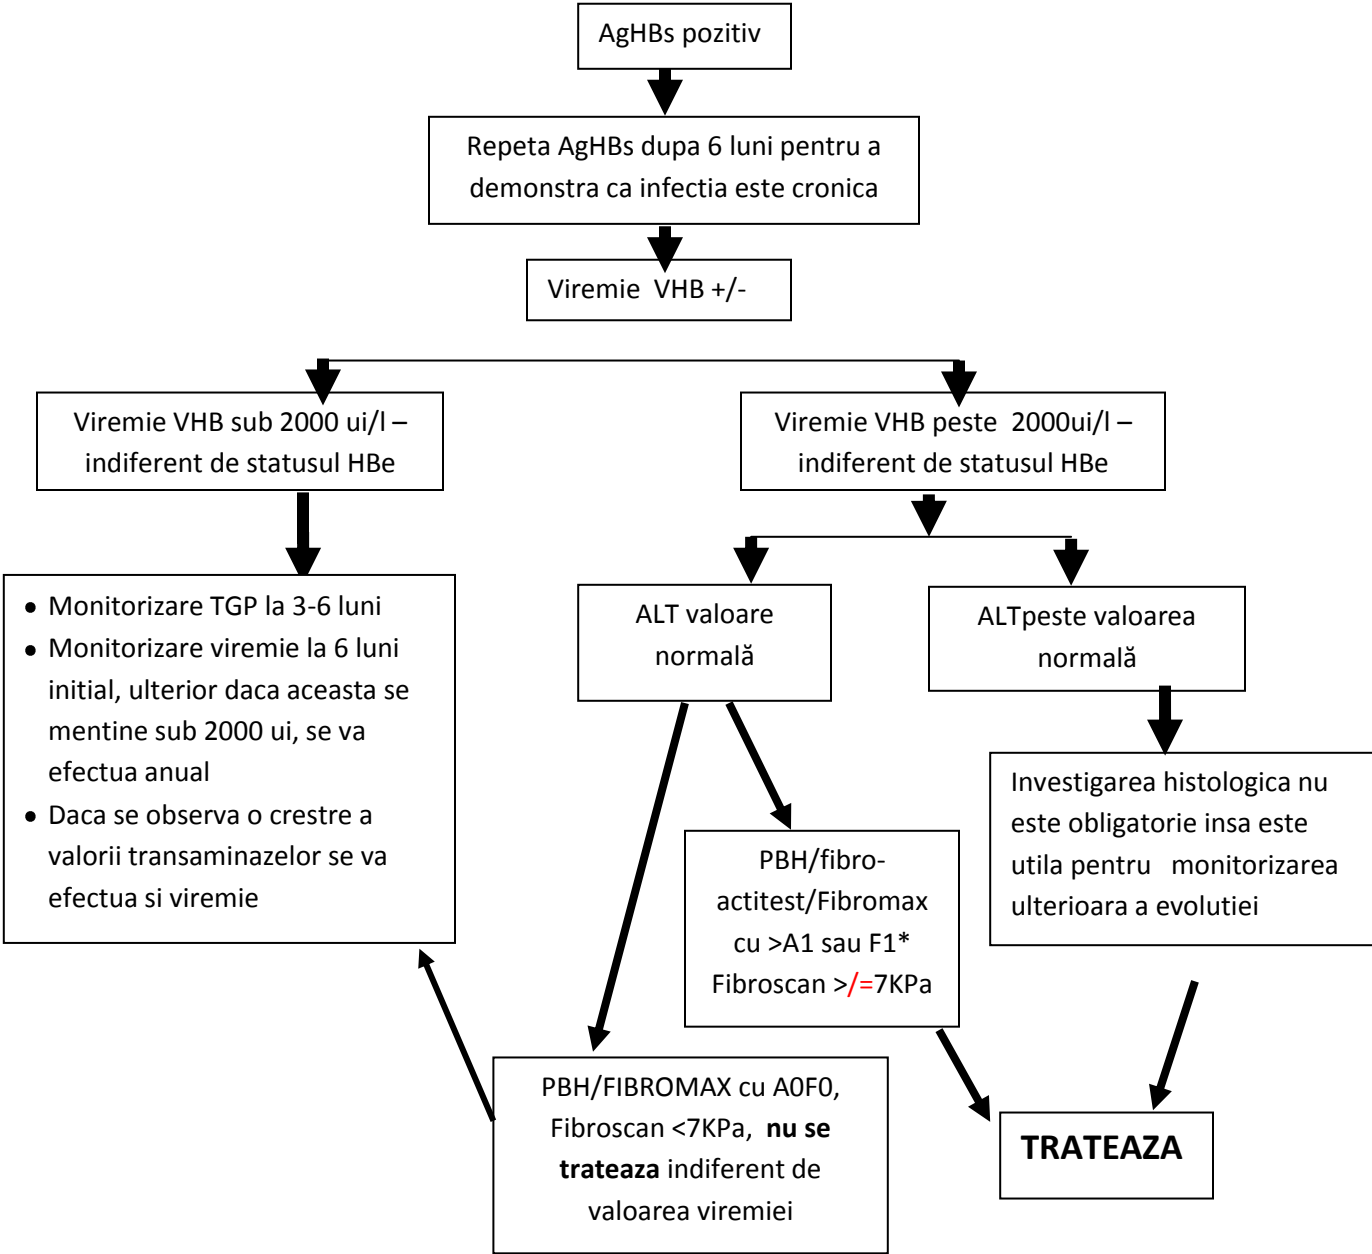 AgHBs pozitiv
Repeta AgHBs dupa 6 luni pentru a
demonstra ca infectia este cronica
Viremie VHB +/-
Viremie VHB sub 2000 ui/l –
indiferent de statusul HBe
Viremie VHB peste 2000ui/l –
indiferent de statusul HBe
• Monitorizare TGP la 3-6 luni
• Monitorizare viremie la 6 luni
initial, ulterior daca aceasta se
mentine sub 2000 ui, se va
efectua anual
• Daca se observa o crestre a
valorii transaminazelor se va
efectua si viremie
ALT valoare
normală
ALTpeste valoarea
normală
Investigarea histologica nu
este obligatorie insa este
utila pentru monitorizarea
ulterioara a evolutiei
PBH/fibro-
actitest/Fibromax
cu >A1 sau F1*
Fibroscan >/=7KPa
PBH/FIBROMAX cu A0F0,
Fibroscan <7KPa, nu se
trateaza indiferent de
valoarea viremiei
TRATEAZA